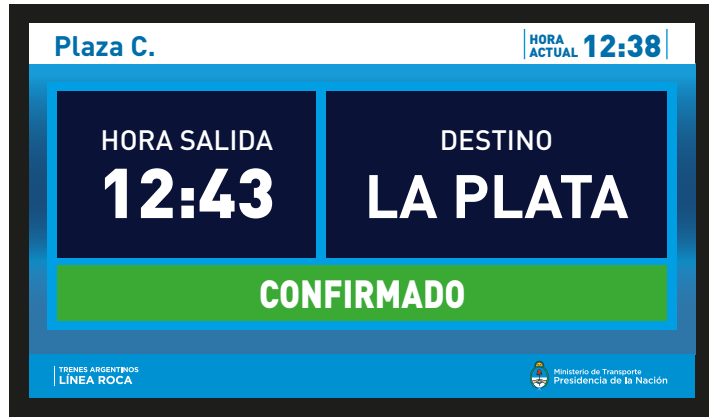 Plaza C.
HORA ACTUAL 12:38
HORA SALIDA
12:43
DESTINO
LA PLATA
CONFIRMADO
TRENES ARGENTINOS
LÍNEA ROCA
Ministerio de Transporte
Presidencia de la Nación